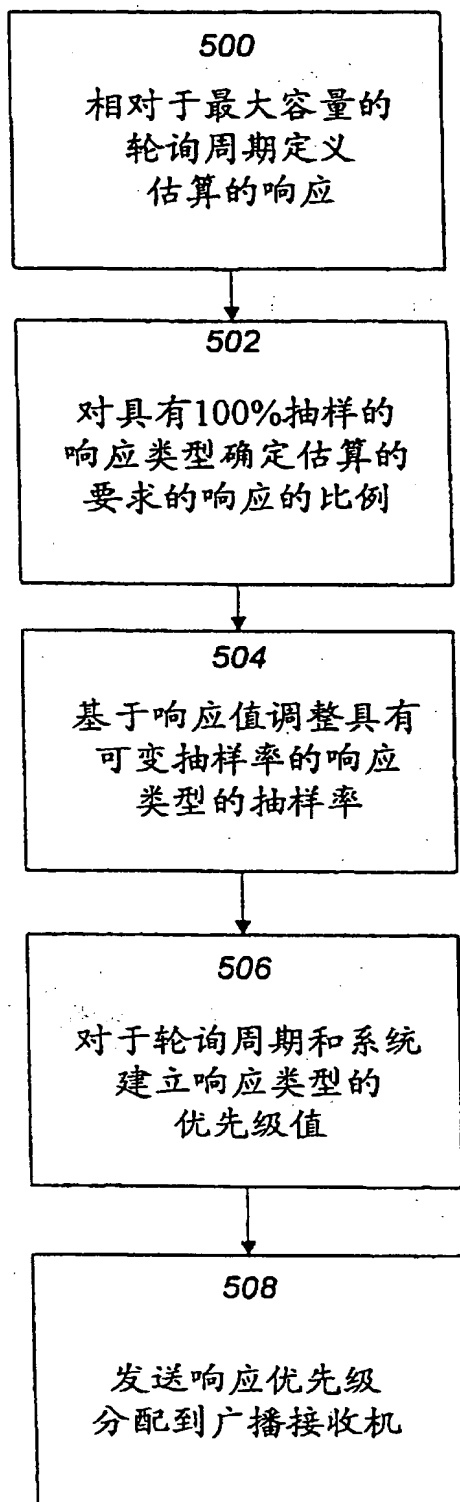 500
相对于最大容量的
轮询周期定义
估算的响应
502
对具有100%抽样的
响应类型确定估算的
要求的响应的比例
504
基于响应值调整具有
可变抽样率的响应
类型的抽样率
506
对于轮询周期和系统
建立响应类型的
优先级值
508
发送响应优先级
分配到广播接收机